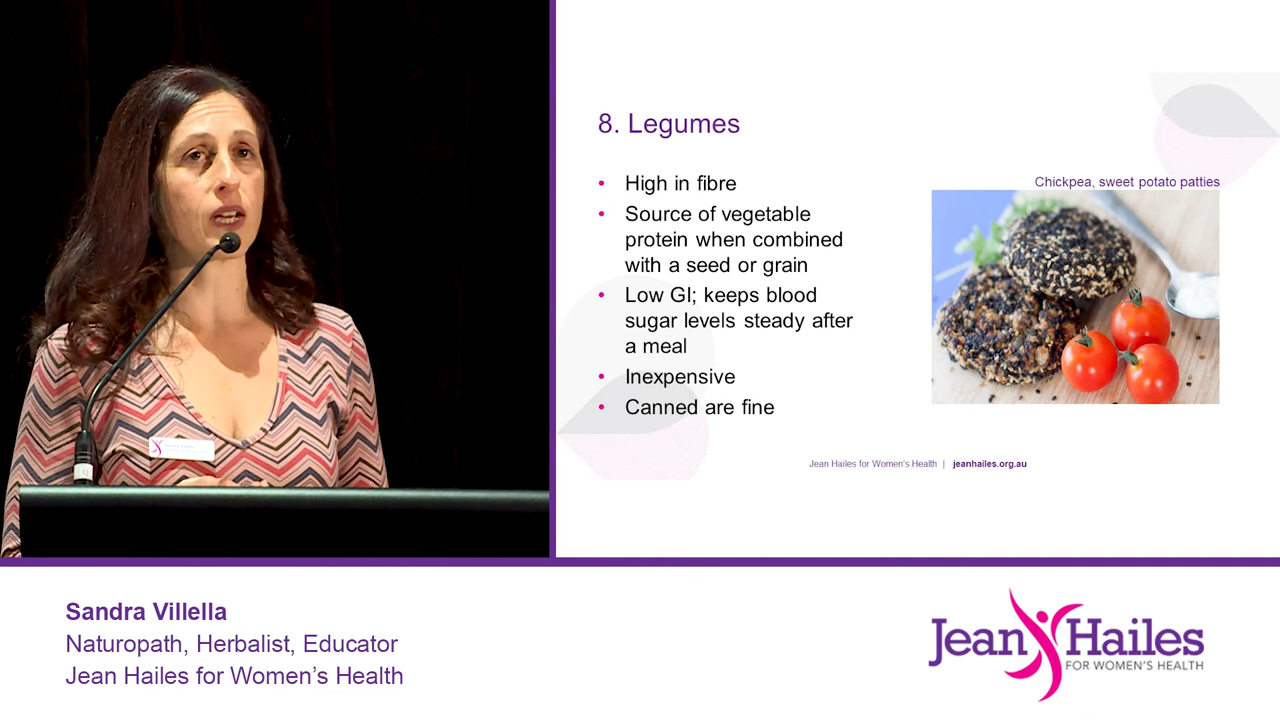 8. Legumes
• High in fibre
• Source of vegetable
protein when combined
with a seed or grain
• Low GI; keeps blood
sugar levels steady after
a meal
• Inexpensive
• Canned are fine
Chickpea, sweet potato patties
Jean Hailes for Women's Health | jeanhailes.org.au
Sandra Villella
Naturopath, Herbalist, Educator
Jean Hailes for Women's Health
Jean Hailes
FOR WOMEN'S HEALTH